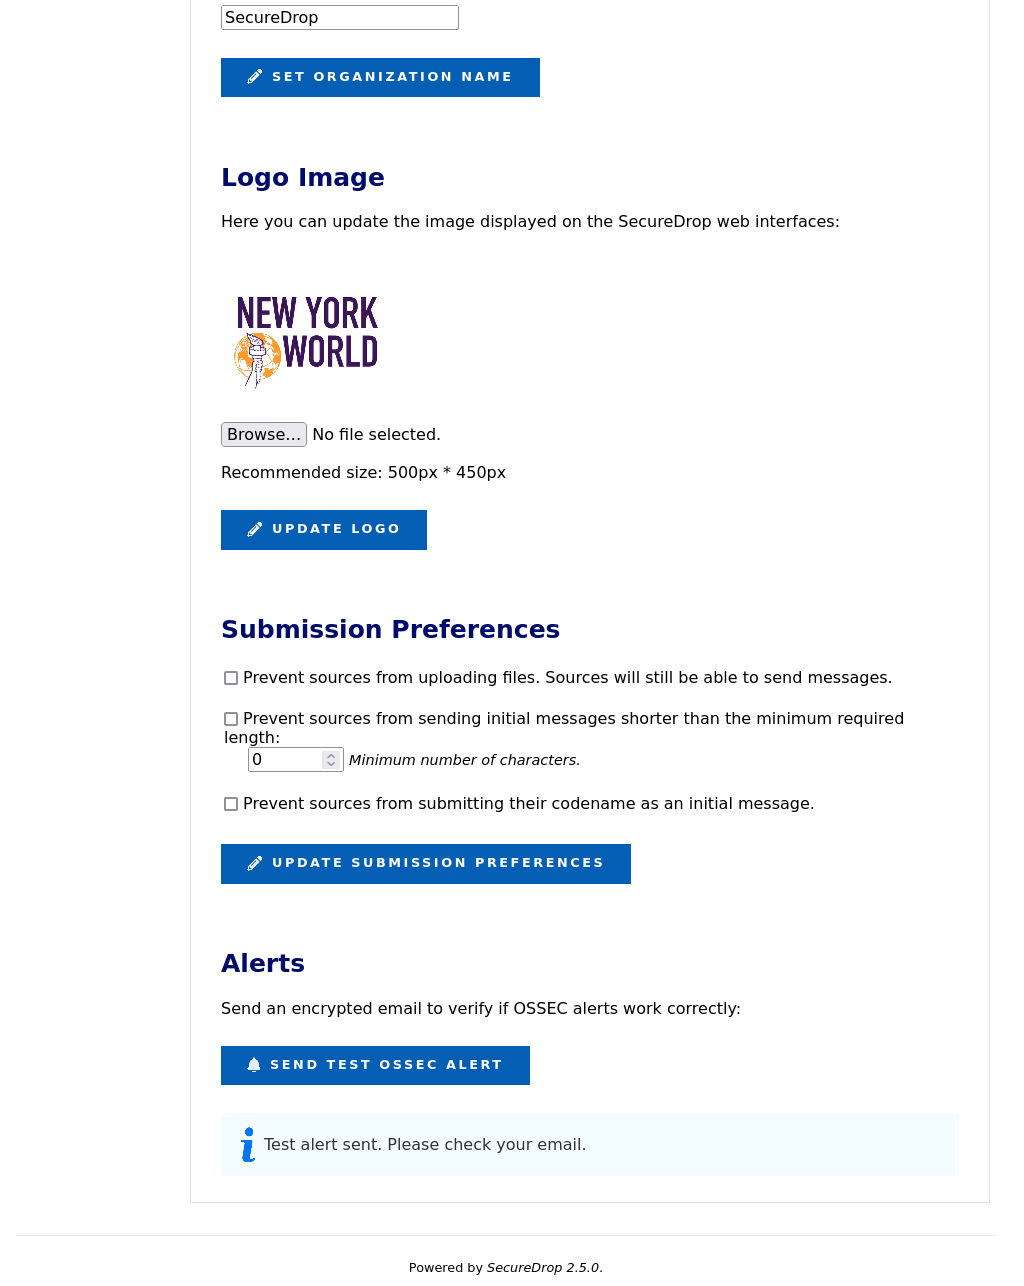 SecureDrop
SET ORGANIZATION NAME
Logo Image
Here you can update the image displayed on the SecureDrop web interfaces:
NEW YORK
WORLD
Browse... No file selected.
Recommended size: 500px * 450px
UPDATE LOGO
Submission Preferences
Prevent sources from uploading files. Sources will still be able to send messages.
Prevent sources from sending initial messages shorter than the minimum required
length:
0 Minimum number of characters.
Prevent sources from submitting their codename as an initial message.
UPDATE SUBMISSION PREFERENCES
Alerts
Send an encrypted email to verify if OSSEC alerts work correctly:
SEND TEST OSSEC ALERT
Test alert sent. Please check your email.
Powered by SecureDrop 2.5.0.